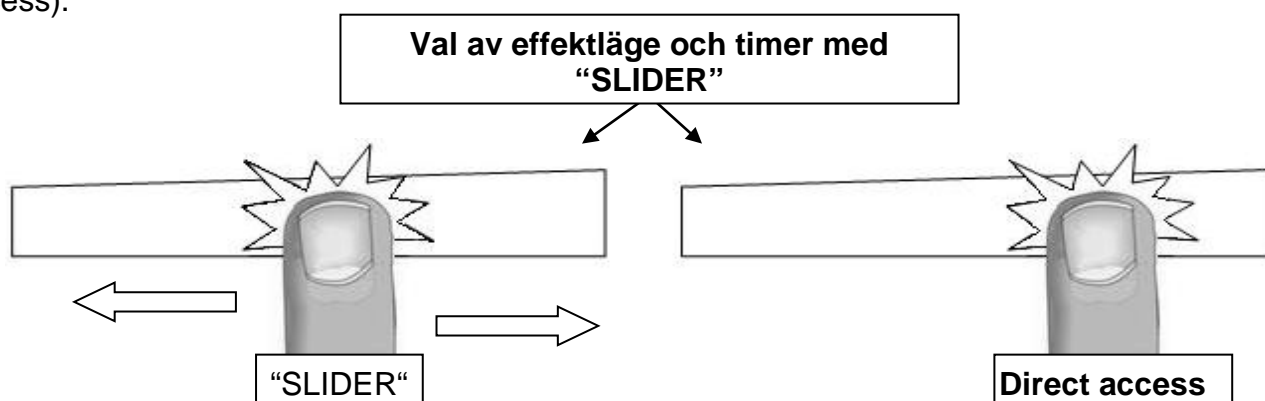 ess).
Val av effektläge och timer med
“SLIDER”
“SLIDER“
Direct access